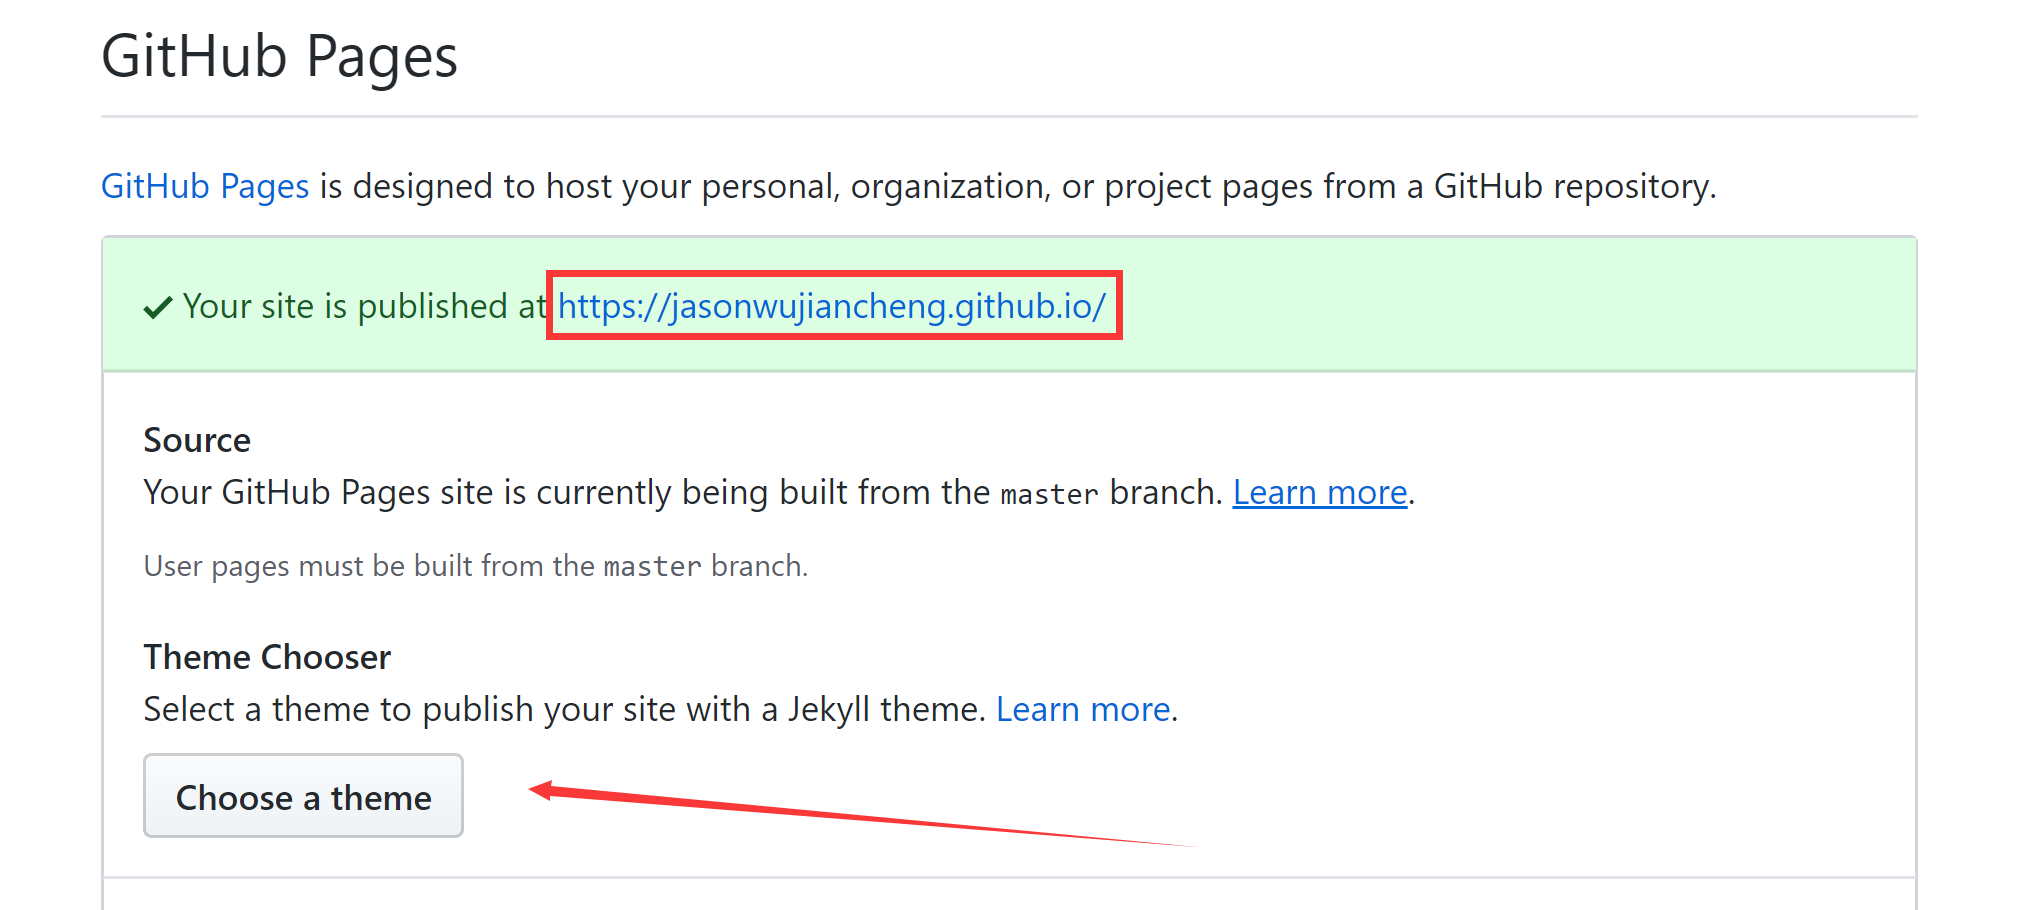 GitHub Pages
GitHub Pages is designed to host your personal, organization, or project pages from a GitHub repository.
Your site is published at https://jasonwujiancheng.github.io/
Source
Your GitHub Pages site is currently being built from the master branch. Learn more.
User pages must be built from the master branch.
Theme Chooser
Select a theme to publish your site with a Jekyll theme. Learn more.
Choose a theme